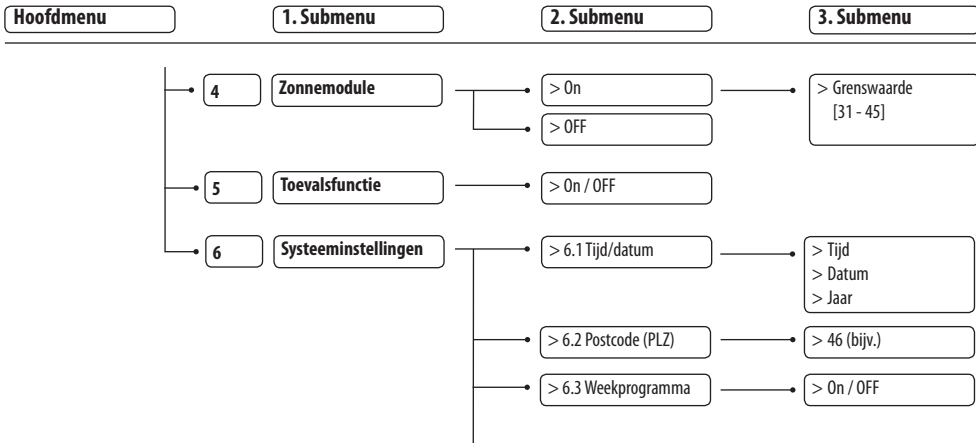 Hoofdmenu 1. Submenu 2. Submenu 3. Submenu
4 Zonnemodule > On > Grenswaarde
[31 - 45]
> OFF
5 Toevalsfunctie > On / OFF
6 Systeeminstellingen > 6.1 Tijd/datum > Tijd
> Datum
> Jaar
> 6.2 Postcode (PLZ) > 46 (bijv.)
> 6.3 Weekprogramma > On / OFF